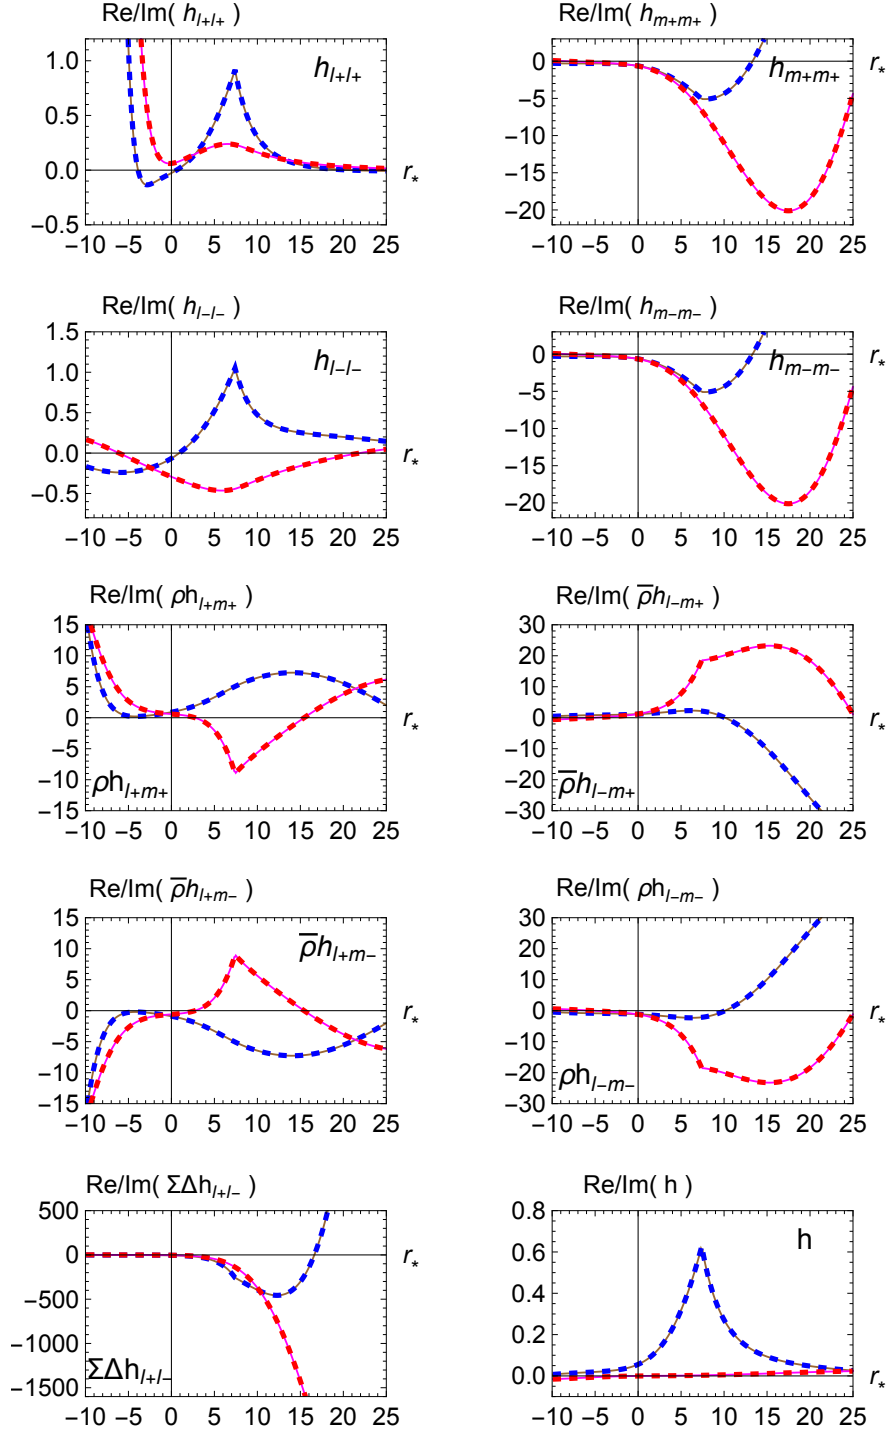 Re/Im( h_{l+l+} )
1.0
0.5
0.0
−0.5
h_{l+l+}
r_*
−10 −5 0 5 10 15 20 25
Re/Im( h_{m+m+} )
0
−5
−10
−15
−20
h_{m+m+}
r_*
−10 −5 0 5 10 15 20 25
Re/Im( h_{l−l−} )
1.5
1.0
0.5
0.0
−0.5
h_{l−l−}
r_*
−10 −5 0 5 10 15 20 25
Re/Im( h_{m−m−} )
0
−5
−10
−15
−20
h_{m−m−}
r_*
−10 −5 0 5 10 15 20 25
Re/Im( ρh_{l+m+} )
15
10
5
0
−5
−10
−15
ρh_{l+m+}
r_*
−10 −5 0 5 10 15 20 25
Re/Im( ρ̅h_{l−m+} )
30
20
10
0
−10
−20
−30
ρ̅h_{l−m+}
r_*
−10 −5 0 5 10 15 20 25
Re/Im( ρ̅h_{l+m−} )
15
10
5
0
−5
−10
−15
ρ̅h_{l+m−}
r_*
−10 −5 0 5 10 15 20 25
Re/Im( ρh_{l−m−} )
30
20
10
0
−10
−20
−30
ρh_{l−m−}
r_*
−10 −5 0 5 10 15 20 25
Re/Im( ΣΔh_{l+l−} )
500
0
−500
−1000
−1500
ΣΔh_{l+l−}
r_*
−10 −5 0 5 10 15 20 25
Re/Im( h )
0.8
0.6
0.4
0.2
0.0
h
r_*
−10 −5 0 5 10 15 20 25